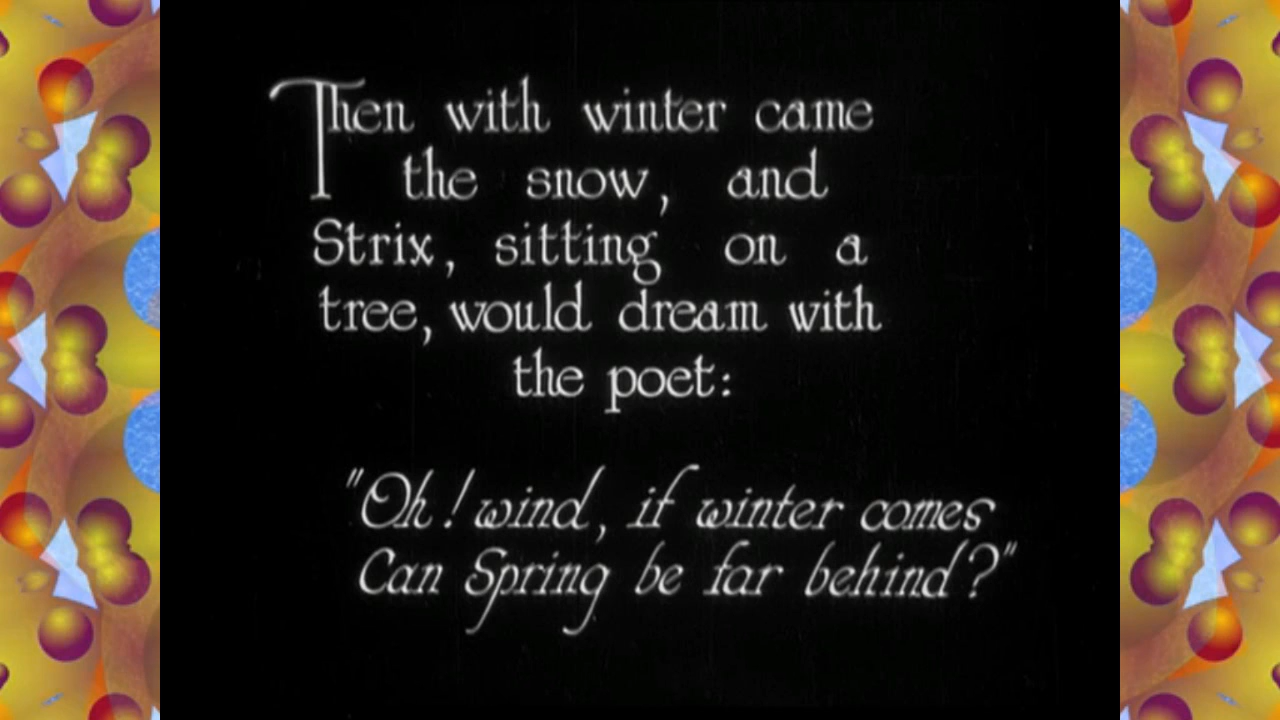 Then with winter came
the snow, and
Strix, sitting on a
tree, would dream with
the poet:
"Oh! wind, if winter comes
Can Spring be far behind?"